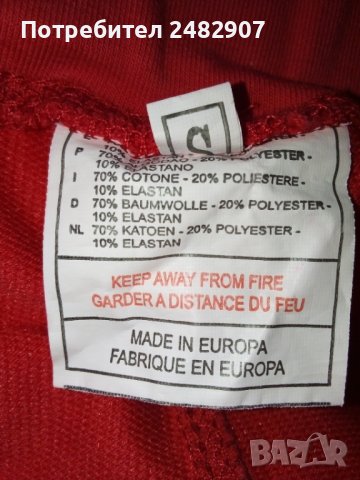 Потребител 2482907
S
P 70% - 20% POLYESTER -
10% ELASTANO
I 70% COTONE - 20% POLIESTERE -
10% ELASTAN
D 70% BAUMWOLLE - 20% POLYESTER -
10% ELASTAN
NL 70% KATOEN - 20% POLYESTER -
10% ELASTAN
KEEP AWAY FROM FIRE
GARDER A DISTANCE DU FEU
MADE IN EUROPA
FABRIQUE EN EUROPA
bazar